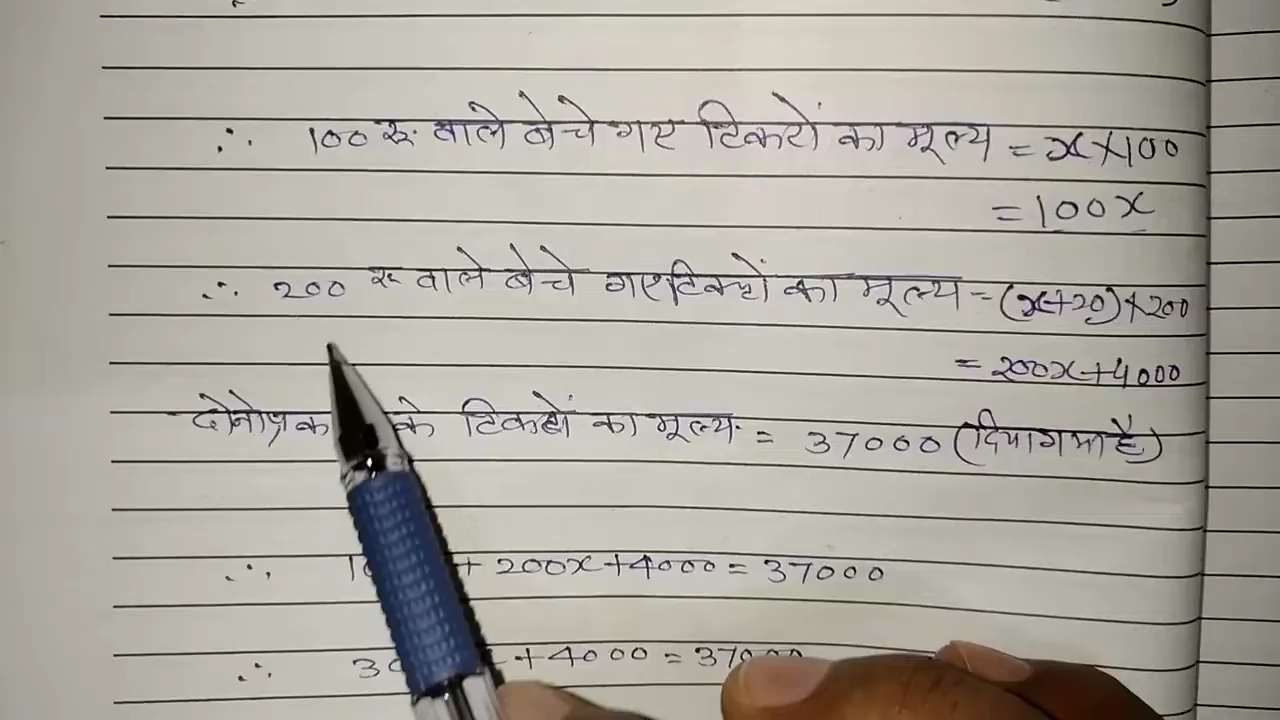 ∴ 100 रु. वाले बेचे गए टिकटों का मूल्य = x × 100
= 100x
∴ 200 रु वाले बेचे गए टिकटों का मूल्य = (x+20) × 200
= 200x + 4000
के टिकटों का मूल्य = 37000 (दिया गया है)
∴ + 200x + 4000 = 37000
∴ + 4000 =